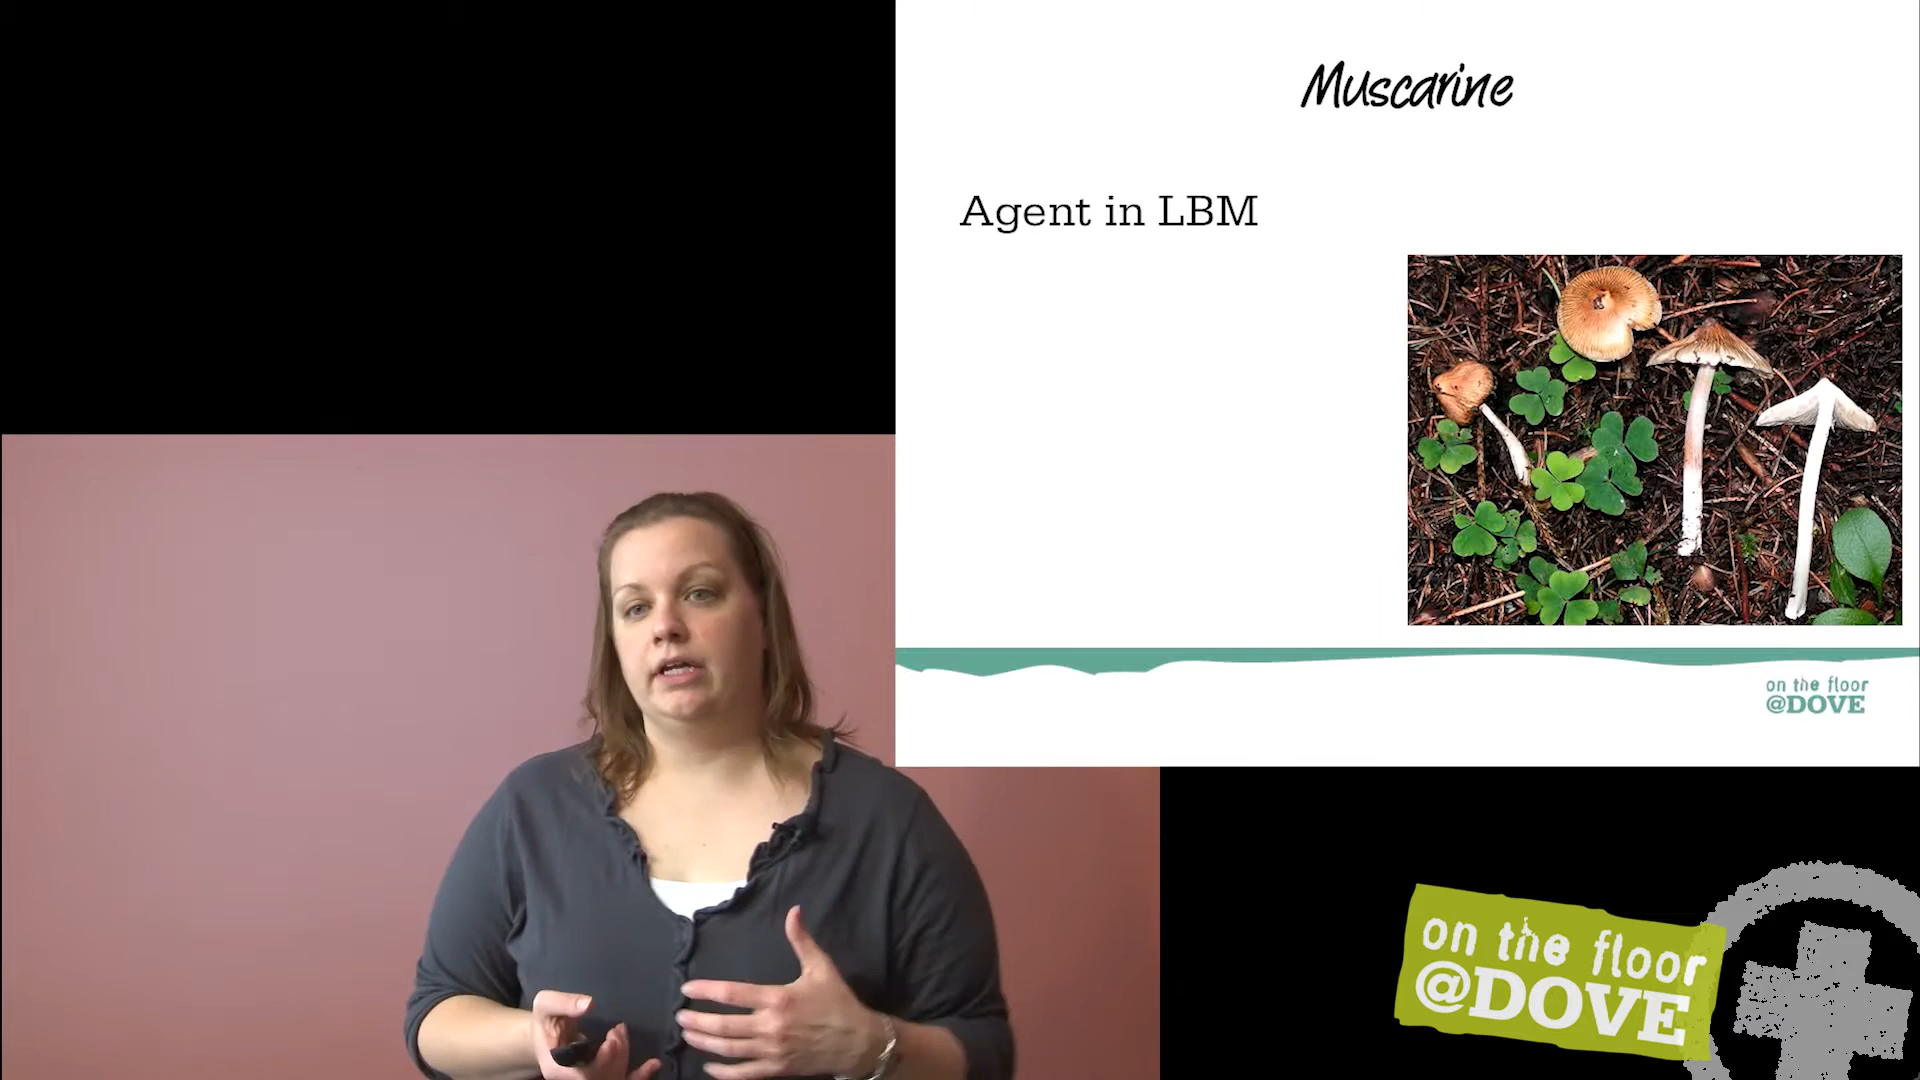 Muscarine
Agent in LBM
on the floor
@DOVE
on the floor
@DOVE